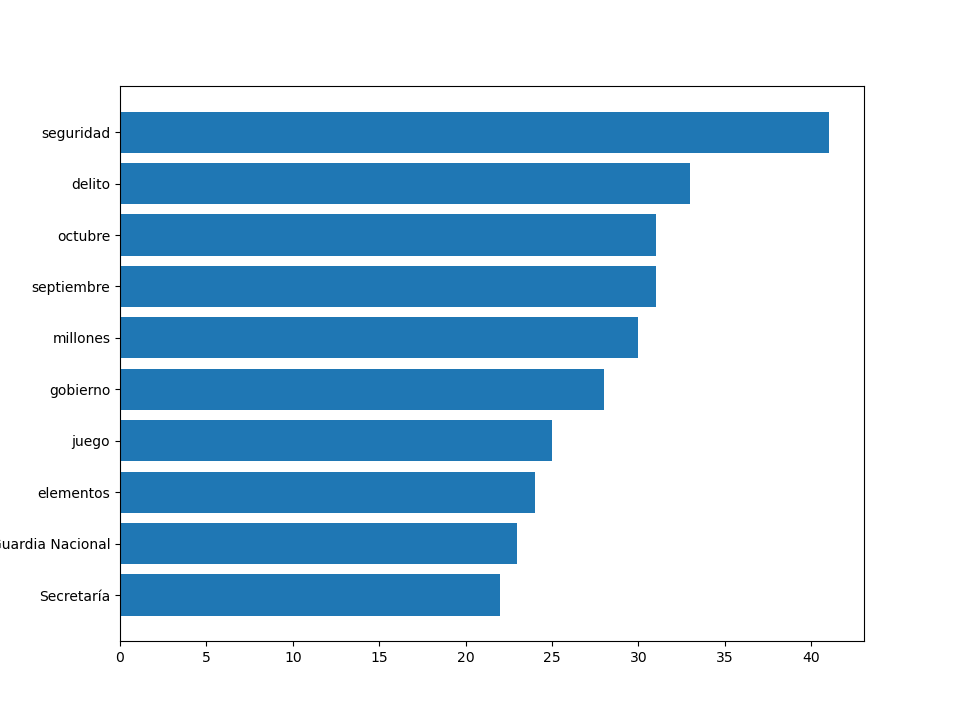 seguridad
delito
octubre
septiembre
millones
gobierno
juego
elementos
Guardia Nacional
Secretaría
0 5 10 15 20 25 30 35 40